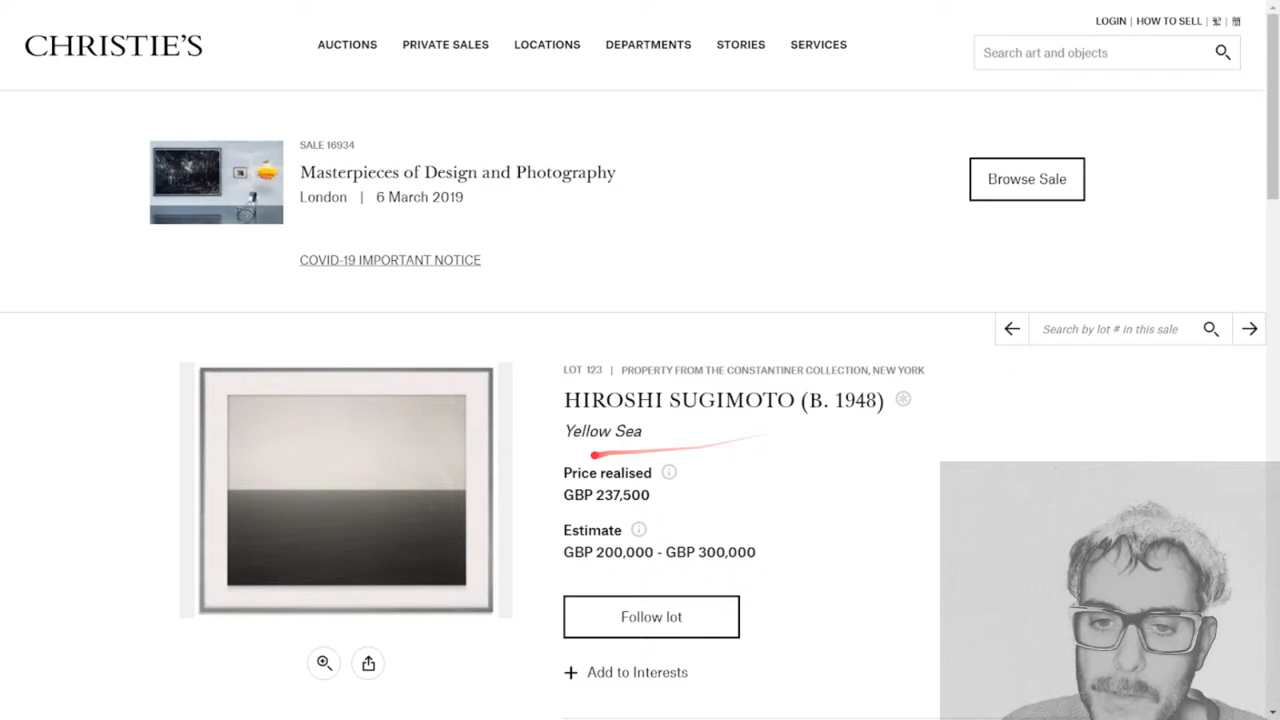 LOGIN | HOW TO SELL | 繁 | 簡
CHRISTIE'S
AUCTIONS PRIVATE SALES LOCATIONS DEPARTMENTS STORIES SERVICES
Search art and objects
SALE 16934
Masterpieces of Design and Photography
London | 6 March 2019
Browse Sale
COVID-19 IMPORTANT NOTICE
Search by lot # in this sale
LOT 123 | PROPERTY FROM THE CONSTANTINER COLLECTION, NEW YORK
HIROSHI SUGIMOTO (B. 1948)
Yellow Sea
Price realised
GBP 237,500
Estimate
GBP 200,000 - GBP 300,000
Follow lot
+ Add to Interests